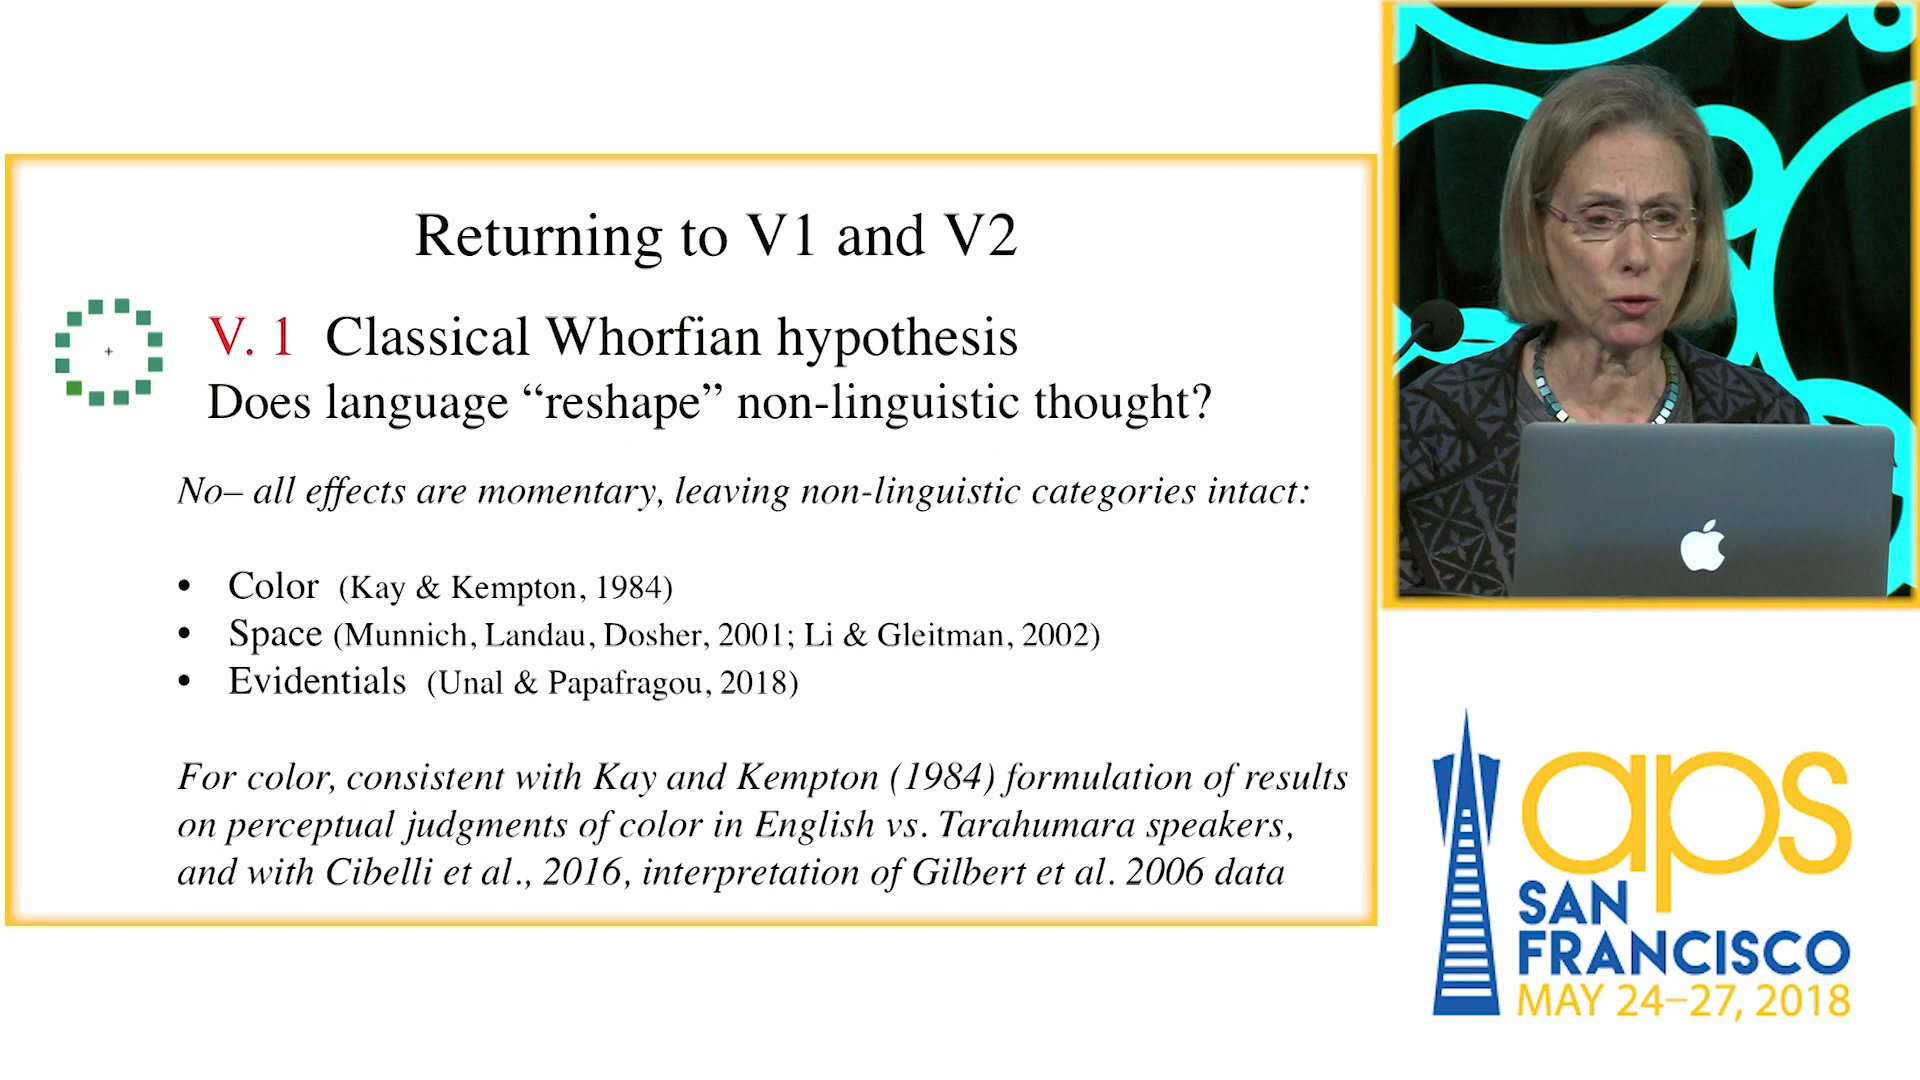 Returning to V1 and V2
V. 1 Classical Whorfian hypothesis
Does language “reshape” non-linguistic thought?
No– all effects are momentary, leaving non-linguistic categories intact:
• Color (Kay & Kempton, 1984)
• Space (Munnich, Landau, Dosher, 2001; Li & Gleitman, 2002)
• Evidentials (Unal & Papafragou, 2018)
For color, consistent with Kay and Kempton (1984) formulation of results
on perceptual judgments of color in English vs. Tarahumara speakers,
and with Cibelli et al., 2016, interpretation of Gilbert et al. 2006 data
aps
SAN
FRANCISCO
MAY 24–27, 2018